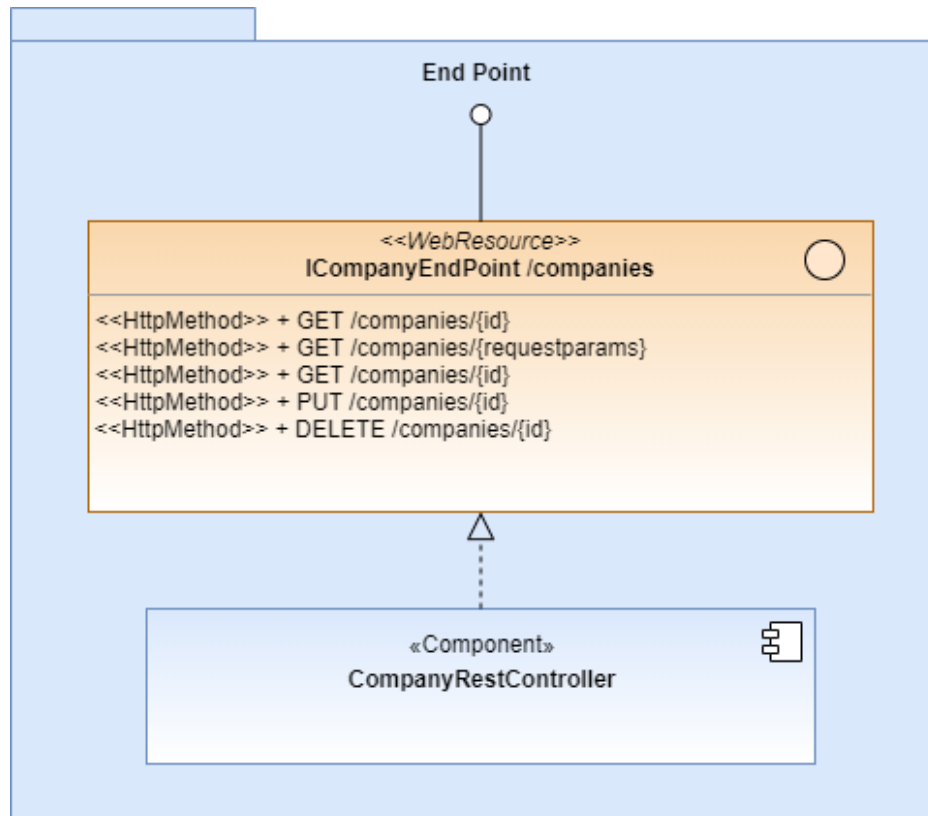 End Point
<<WebResource>>
ICompanyEndPoint /companies
<<HttpMethod>> + GET /companies/{id}
<<HttpMethod>> + GET /companies/{requestparams}
<<HttpMethod>> + GET /companies/{id}
<<HttpMethod>> + PUT /companies/{id}
<<HttpMethod>> + DELETE /companies/{id}
«Component»
CompanyRestController